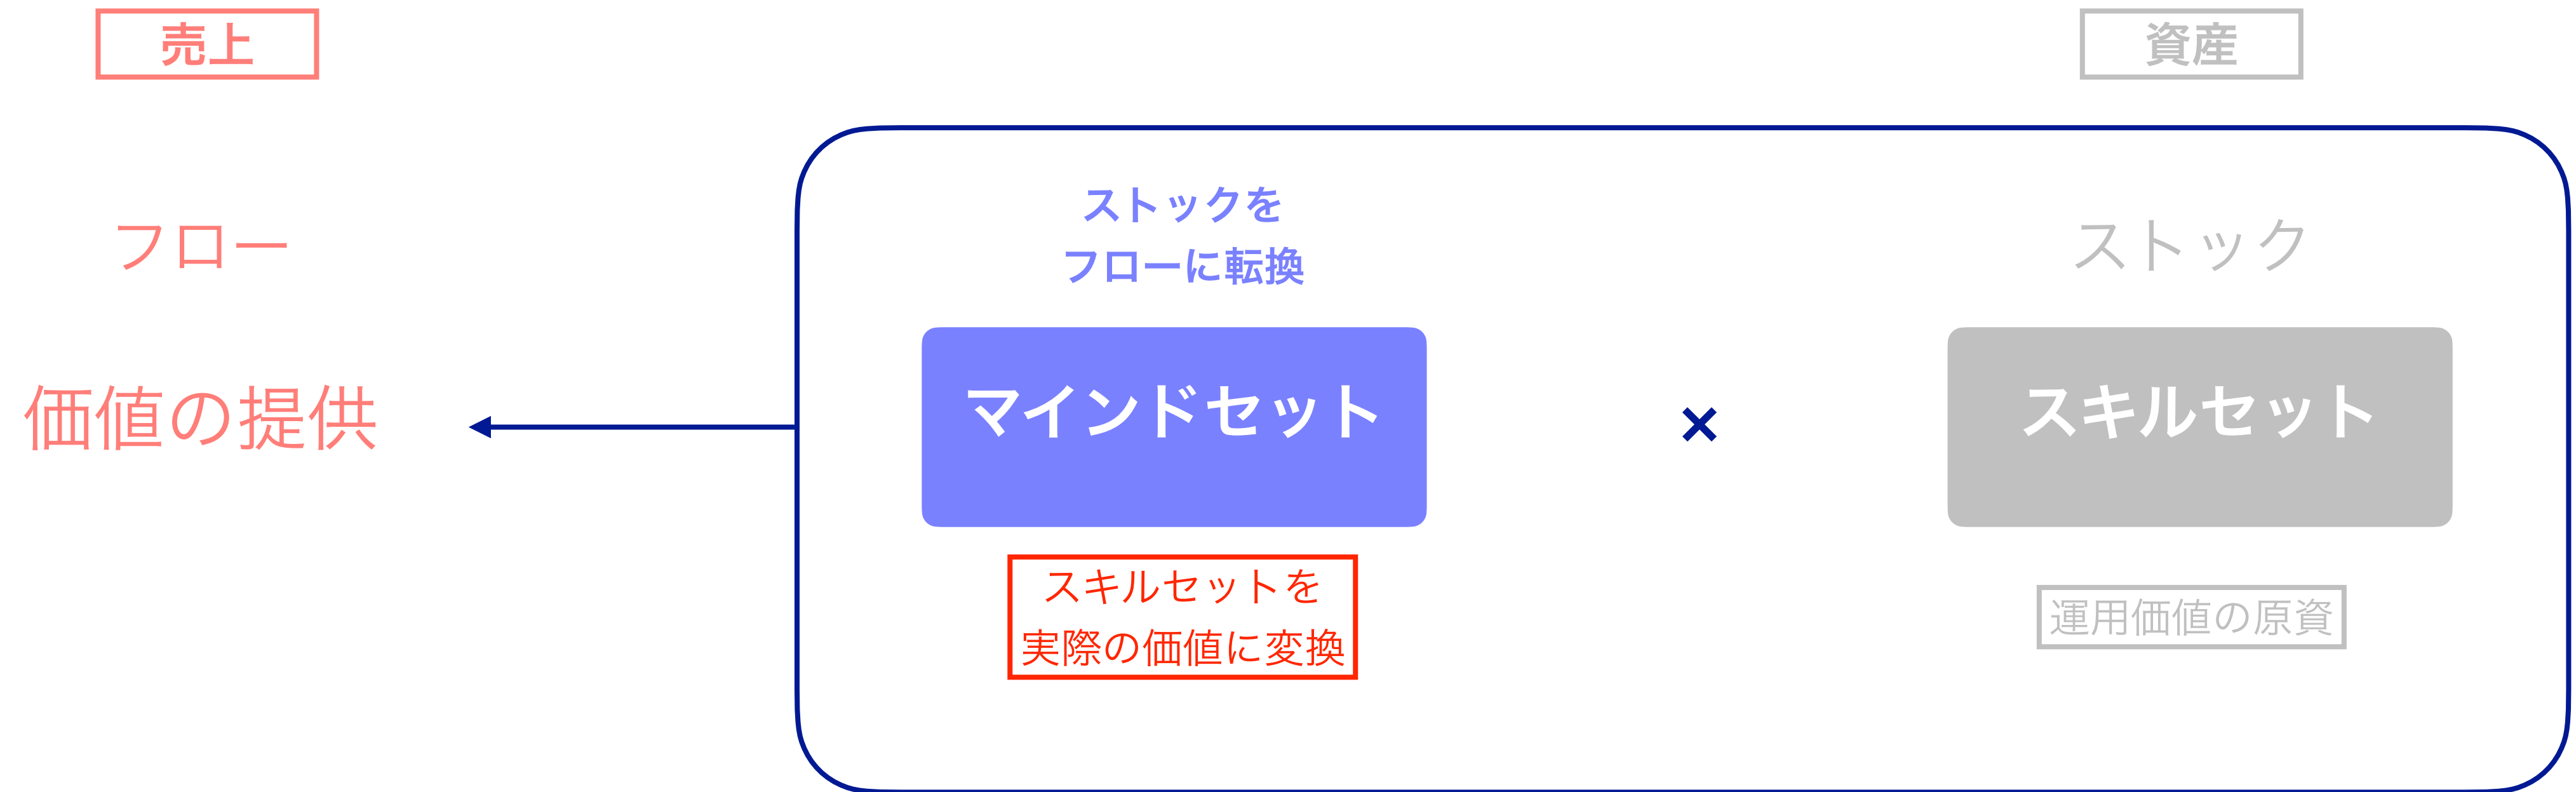 売上
資産
ストックを
フローに転換
フロー
ストック
価値の提供
マインドセット
×
スキルセット
スキルセットを
実際の価値に変換
運用価値の原資